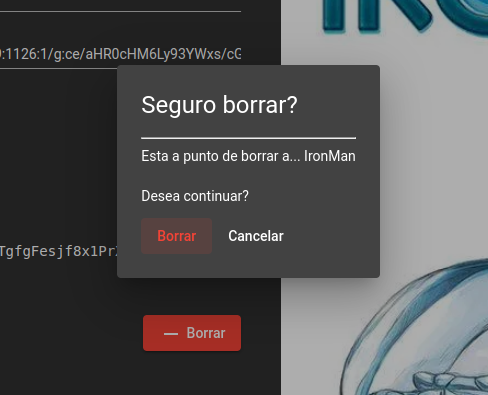 :1126:1/g:ce/aHR0cHM6Ly93YWxs/cG
Seguro borrar?
Esta a punto de borrar a... IronMan
Desea continuar?
Borrar Cancelar
TgfgFesjf8x1Pr
Borrar